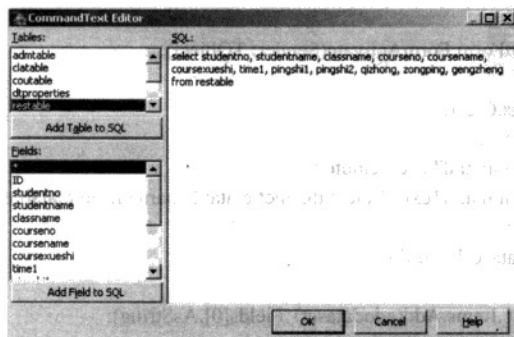 CommandText Editor
Tables:
admtable
clatable
coutable
dtproperties
restable
Add Table to SQL
Fields:
*
ID
studentno
studentname
classname
courseno
coursename
coursexueshi
time1
Add Field to SQL
SQL:
select studentno, studentname, classname, courseno, coursename,
coursexueshi, time1, pingshi1, pingshi2, qizhong, zongping, gengzheng
from restable
OK
Cancel
Help